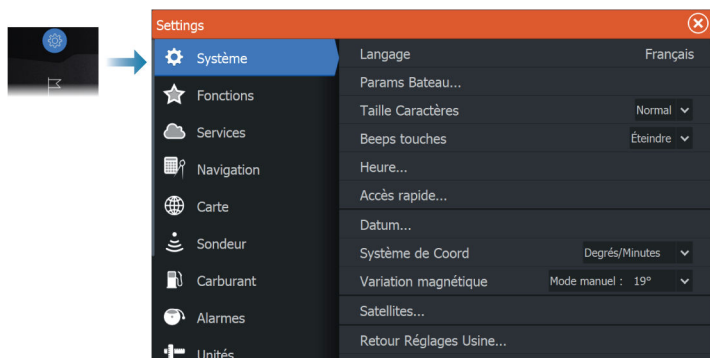 Settings
Système
Fonctions
Services
Navigation
Carte
Sondeur
Carburant
Alarmes
Unités
Langage Français
Params Bateau...
Taille Caractères Normal
Beeps touches Éteindre
Heure...
Accès rapide...
Datum...
Système de Coord Degrés/Minutes
Variation magnétique Mode manuel : 19°
Satellites...
Retour Réglages Usine...